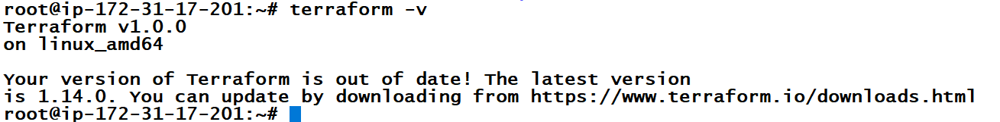 root@ip-172-31-17-201:~# terraform -v
Terraform v1.0.0
on linux_amd64
Your version of Terraform is out of date! The latest version
is 1.14.0. You can update by downloading from https://www.terraform.io/downloads.html
root@ip-172-31-17-201:~#